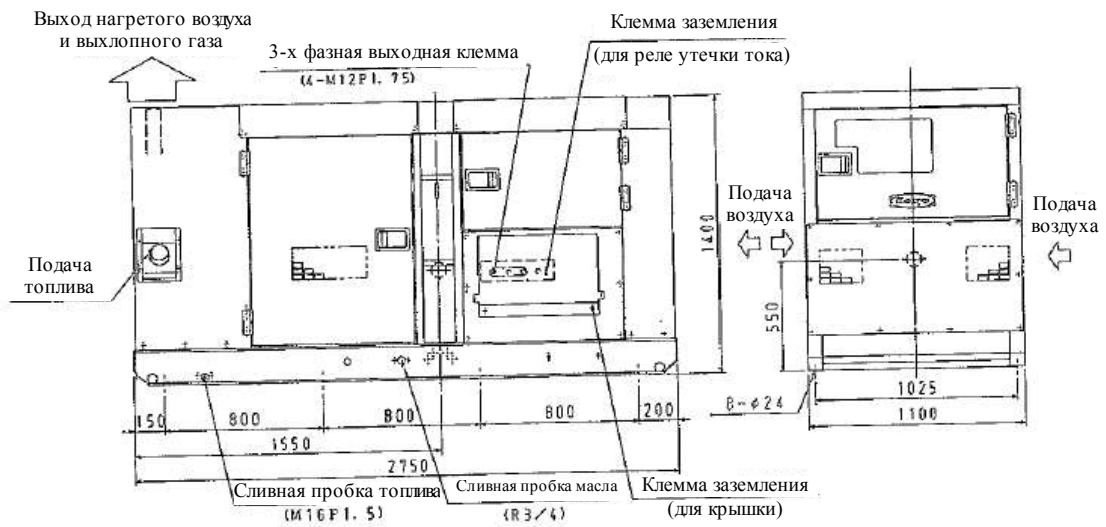 Выход нагретого воздуха
и выхлопного газа
3-х фазная выходная клемма
(4-M12P1.75)
Клемма заземления
(для реле утечки тока)
Подача
топлива
1400
Подача
воздуха
Подача
воздуха
550
8-φ24
1025
1100
150
800
800
800
200
1550
2750
Сливная пробка топлива
(M16P1.5)
Сливная пробка масла
(R3/4)
Клемма заземления
(для крышки)